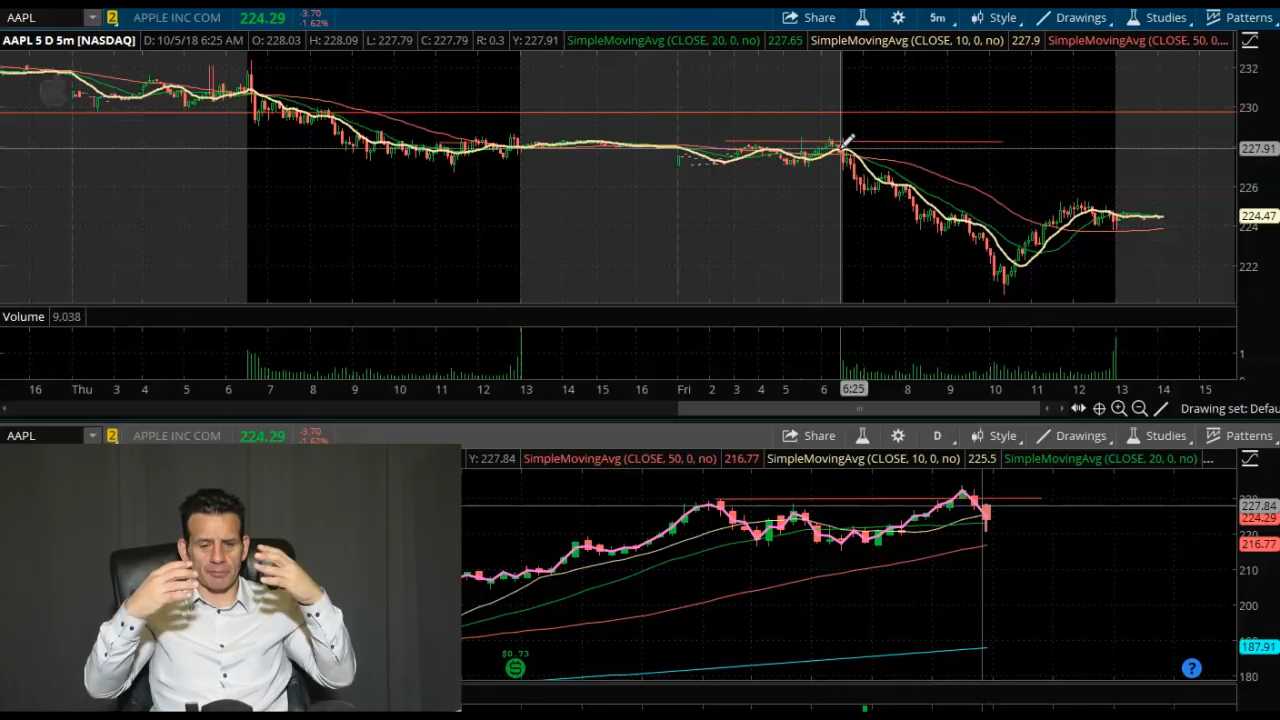 AAPL 2 APPLE INC COM 224.29 -3.70 -1.62% Share 5m Style Drawings Studies Patterns
AAPL 5 D 5m [NASDAQ] D: 10/5/18 6:25 AM O: 228.03 H: 228.09 L: 227.79 C: 227.79 R: 0.3 Y: 227.91 SimpleMovingAvg (CLOSE, 20, 0, no) 227.65 SimpleMovingAvg (CLOSE, 10, 0, no) 227.9 SimpleMovingAvg (CLOSE, 50, 0,...
232
230
227.91
226
224.47
224
222
Volume 9,038
1
0
16 Thu 3 4 5 6 7 8 9 10 11 12 13 14 15 Fri 2 3 4 5 6 6:25 8 9 10 11 12 13 14 15
Drawing set: Defau
AAPL 2 APPLE INC COM 224.29 -3.70 -1.62% Share D Style Drawings Studies Patterns
Y: 227.84 SimpleMovingAvg (CLOSE, 50, 0, no) 216.77 SimpleMovingAvg (CLOSE, 10, 0, no) 225.5 SimpleMovingAvg (CLOSE, 20, 0, no) ...
227.84
224.29
216.77
210
200
187.91
180
$0.73
$
?